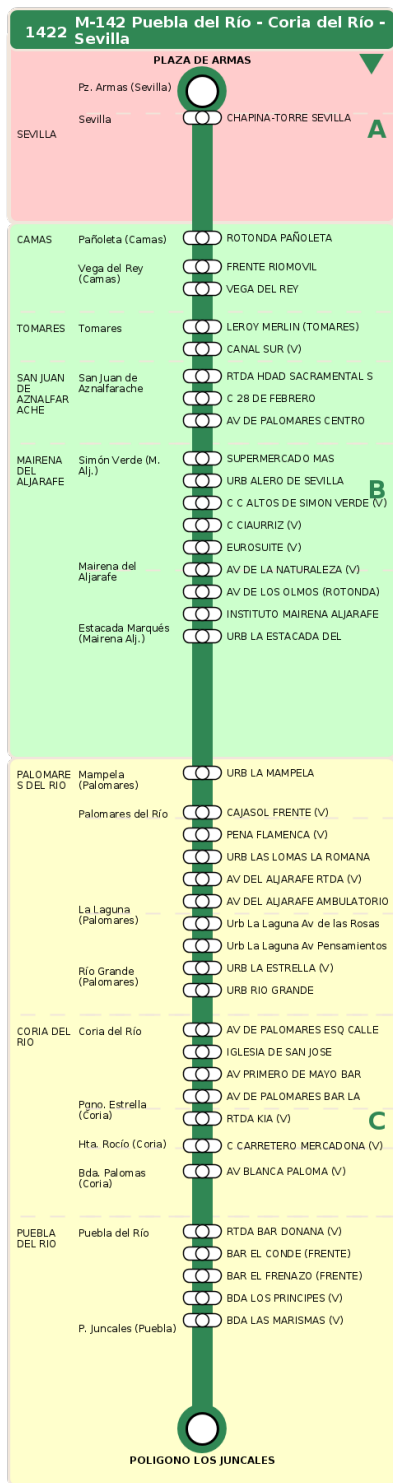 1422 M-142 Puebla del Río - Coria del Río -
Sevilla
PLAZA DE ARMAS
Pz. Armas (Sevilla)
Sevilla
CHAPINA-TORRE SEVILLA
SEVILLA
A
CAMAS
Pañoleta (Camas)
ROTONDA PAÑOLETA
Vega del Rey
(Camas)
FRENTE RIOMOVIL
VEGA DEL REY
TOMARES
Tomares
LEROY MERLIN (TOMARES)
CANAL SUR (V)
SAN JUAN
DE
AZNALFAR
ACHE
San Juan de
Aznalfarache
RTDA HDAD SACRAMENTAL S
C 28 DE FEBRERO
AV DE PALOMARES CENTRO
MAIRENA
DEL
ALJARAFE
Simón Verde (M.
Alj.)
SUPERMERCADO MAS
URB ALERO DE SEVILLA
B
C C ALTOS DE SIMON VERDE (V)
C CIAURRIZ (V)
EUROSUITE (V)
Mairena del
Aljarafe
AV DE LA NATURALEZA (V)
AV DE LOS OLMOS (ROTONDA)
INSTITUTO MAIRENA ALJARAFE
Estacada Marqués
(Mairena Alj.)
URB LA ESTACADA DEL
PALOMARE
S DEL RIO
Mampela
(Palomares)
URB LA MAMPELA
Palomares del Río
CAJASOL FRENTE (V)
PENA FLAMENCA (V)
URB LAS LOMAS LA ROMANA
AV DEL ALJARAFE RTDA (V)
AV DEL ALJARAFE AMBULATORIO
La Laguna
(Palomares)
Urb La Laguna Av de las Rosas
Urb La Laguna Av Pensamientos
Río Grande
(Palomares)
URB LA ESTRELLA (V)
URB RIO GRANDE
CORIA DEL
RIO
Coria del Río
AV DE PALOMARES ESQ CALLE
IGLESIA DE SAN JOSE
AV PRIMERO DE MAYO BAR
AV DE PALOMARES BAR LA
Pgno. Estrella
(Coria)
RTDA KIA (V)
C
Hta. Rocío (Coria)
C CARRETERO MERCADONA (V)
Bda. Palomas
(Coria)
AV BLANCA PALOMA (V)
PUEBLA
DEL RIO
Puebla del Río
RTDA BAR DONANA (V)
BAR EL CONDE (FRENTE)
BAR EL FRENAZO (FRENTE)
BDA LOS PRINCIPES (V)
P. Juncales (Puebla)
BDA LAS MARISMAS (V)
POLIGONO LOS JUNCALES